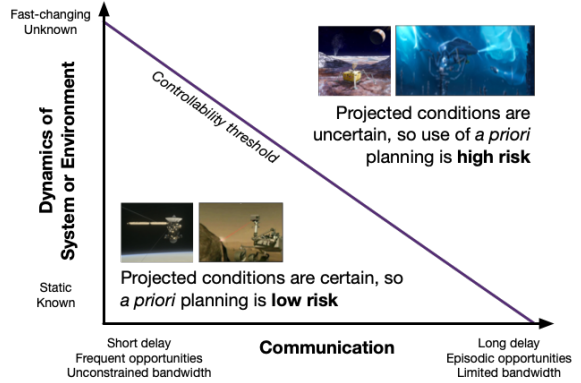 Fast-changing
Unknown
Dynamics of
System or Environment
Controllability threshold
Projected conditions are
uncertain, so use of a priori
planning is high risk
Projected conditions are certain, so
a priori planning is low risk
Static
Known
Short delay
Frequent opportunities
Unconstrained bandwidth
Communication
Long delay
Episodic opportunities
Limited bandwidth